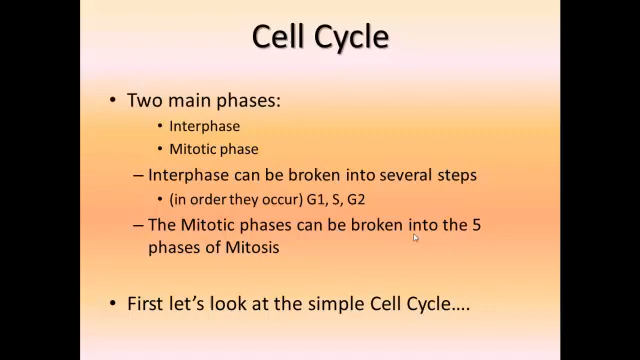 Cell Cycle
• Two main phases:
• Interphase
• Mitotic phase
– Interphase can be broken into several steps
• (in order they occur) G1, S, G2
– The Mitotic phases can be broken into the 5
phases of Mitosis
• First let's look at the simple Cell Cycle....